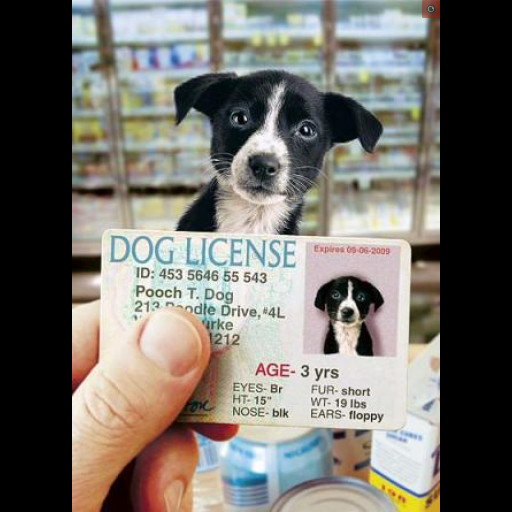 DOG LICENSE
Expires 09-06-2009
ID: 453 5646 55 543
Pooch T. Dog
213 Poodle Drive, #4L
1212
AGE- 3 yrs
EYES- Br
HT- 15"
NOSE- blk
FUR- short
WT- 19 lbs
EARS- floppy